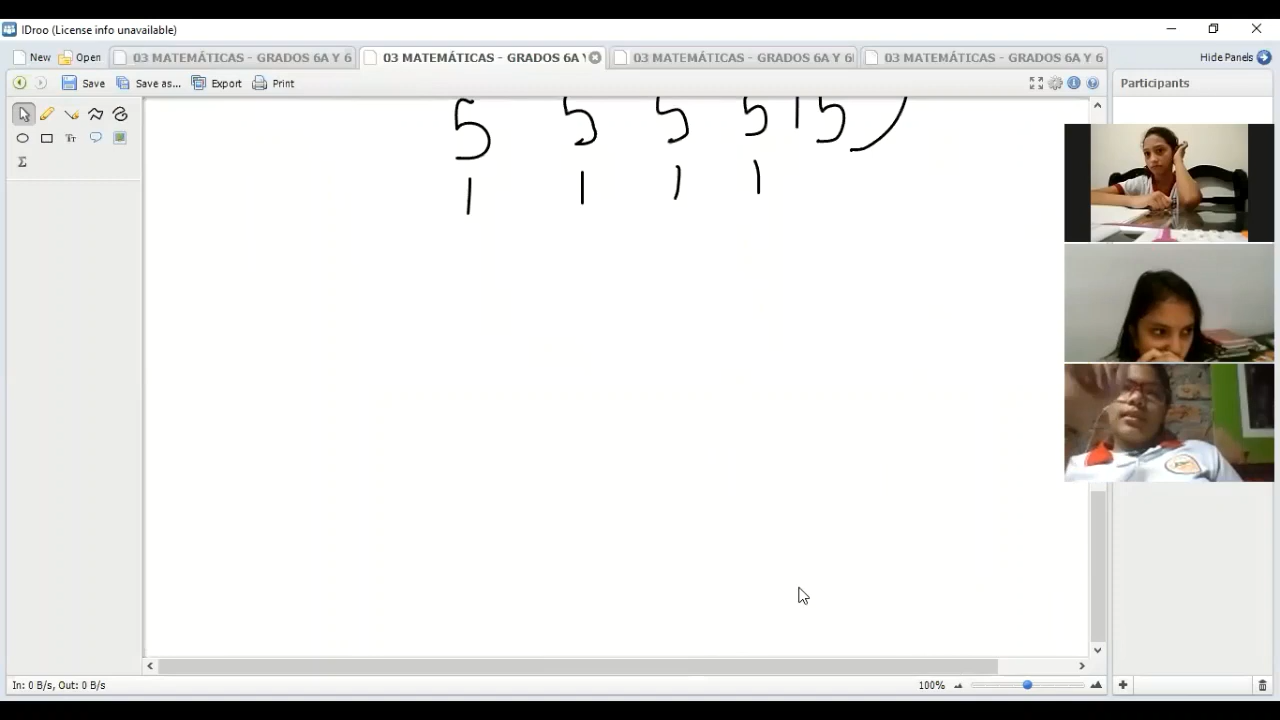 IDroo (License info unavailable)
New Open 03 MATEMÁTICAS - GRADOS 6A Y 6 03 MATEMÁTICAS - GRADOS 6A Y 03 MATEMÁTICAS - GRADOS 6A Y 6 03 MATEMÁTICAS - GRADOS 6A Y 6 Hide Panels
Save Save as... Export Print Participants
Tt
Σ
5 5 5 5 | 5
1 1 1 1
In: 0 B/s, Out: 0 B/s 100%